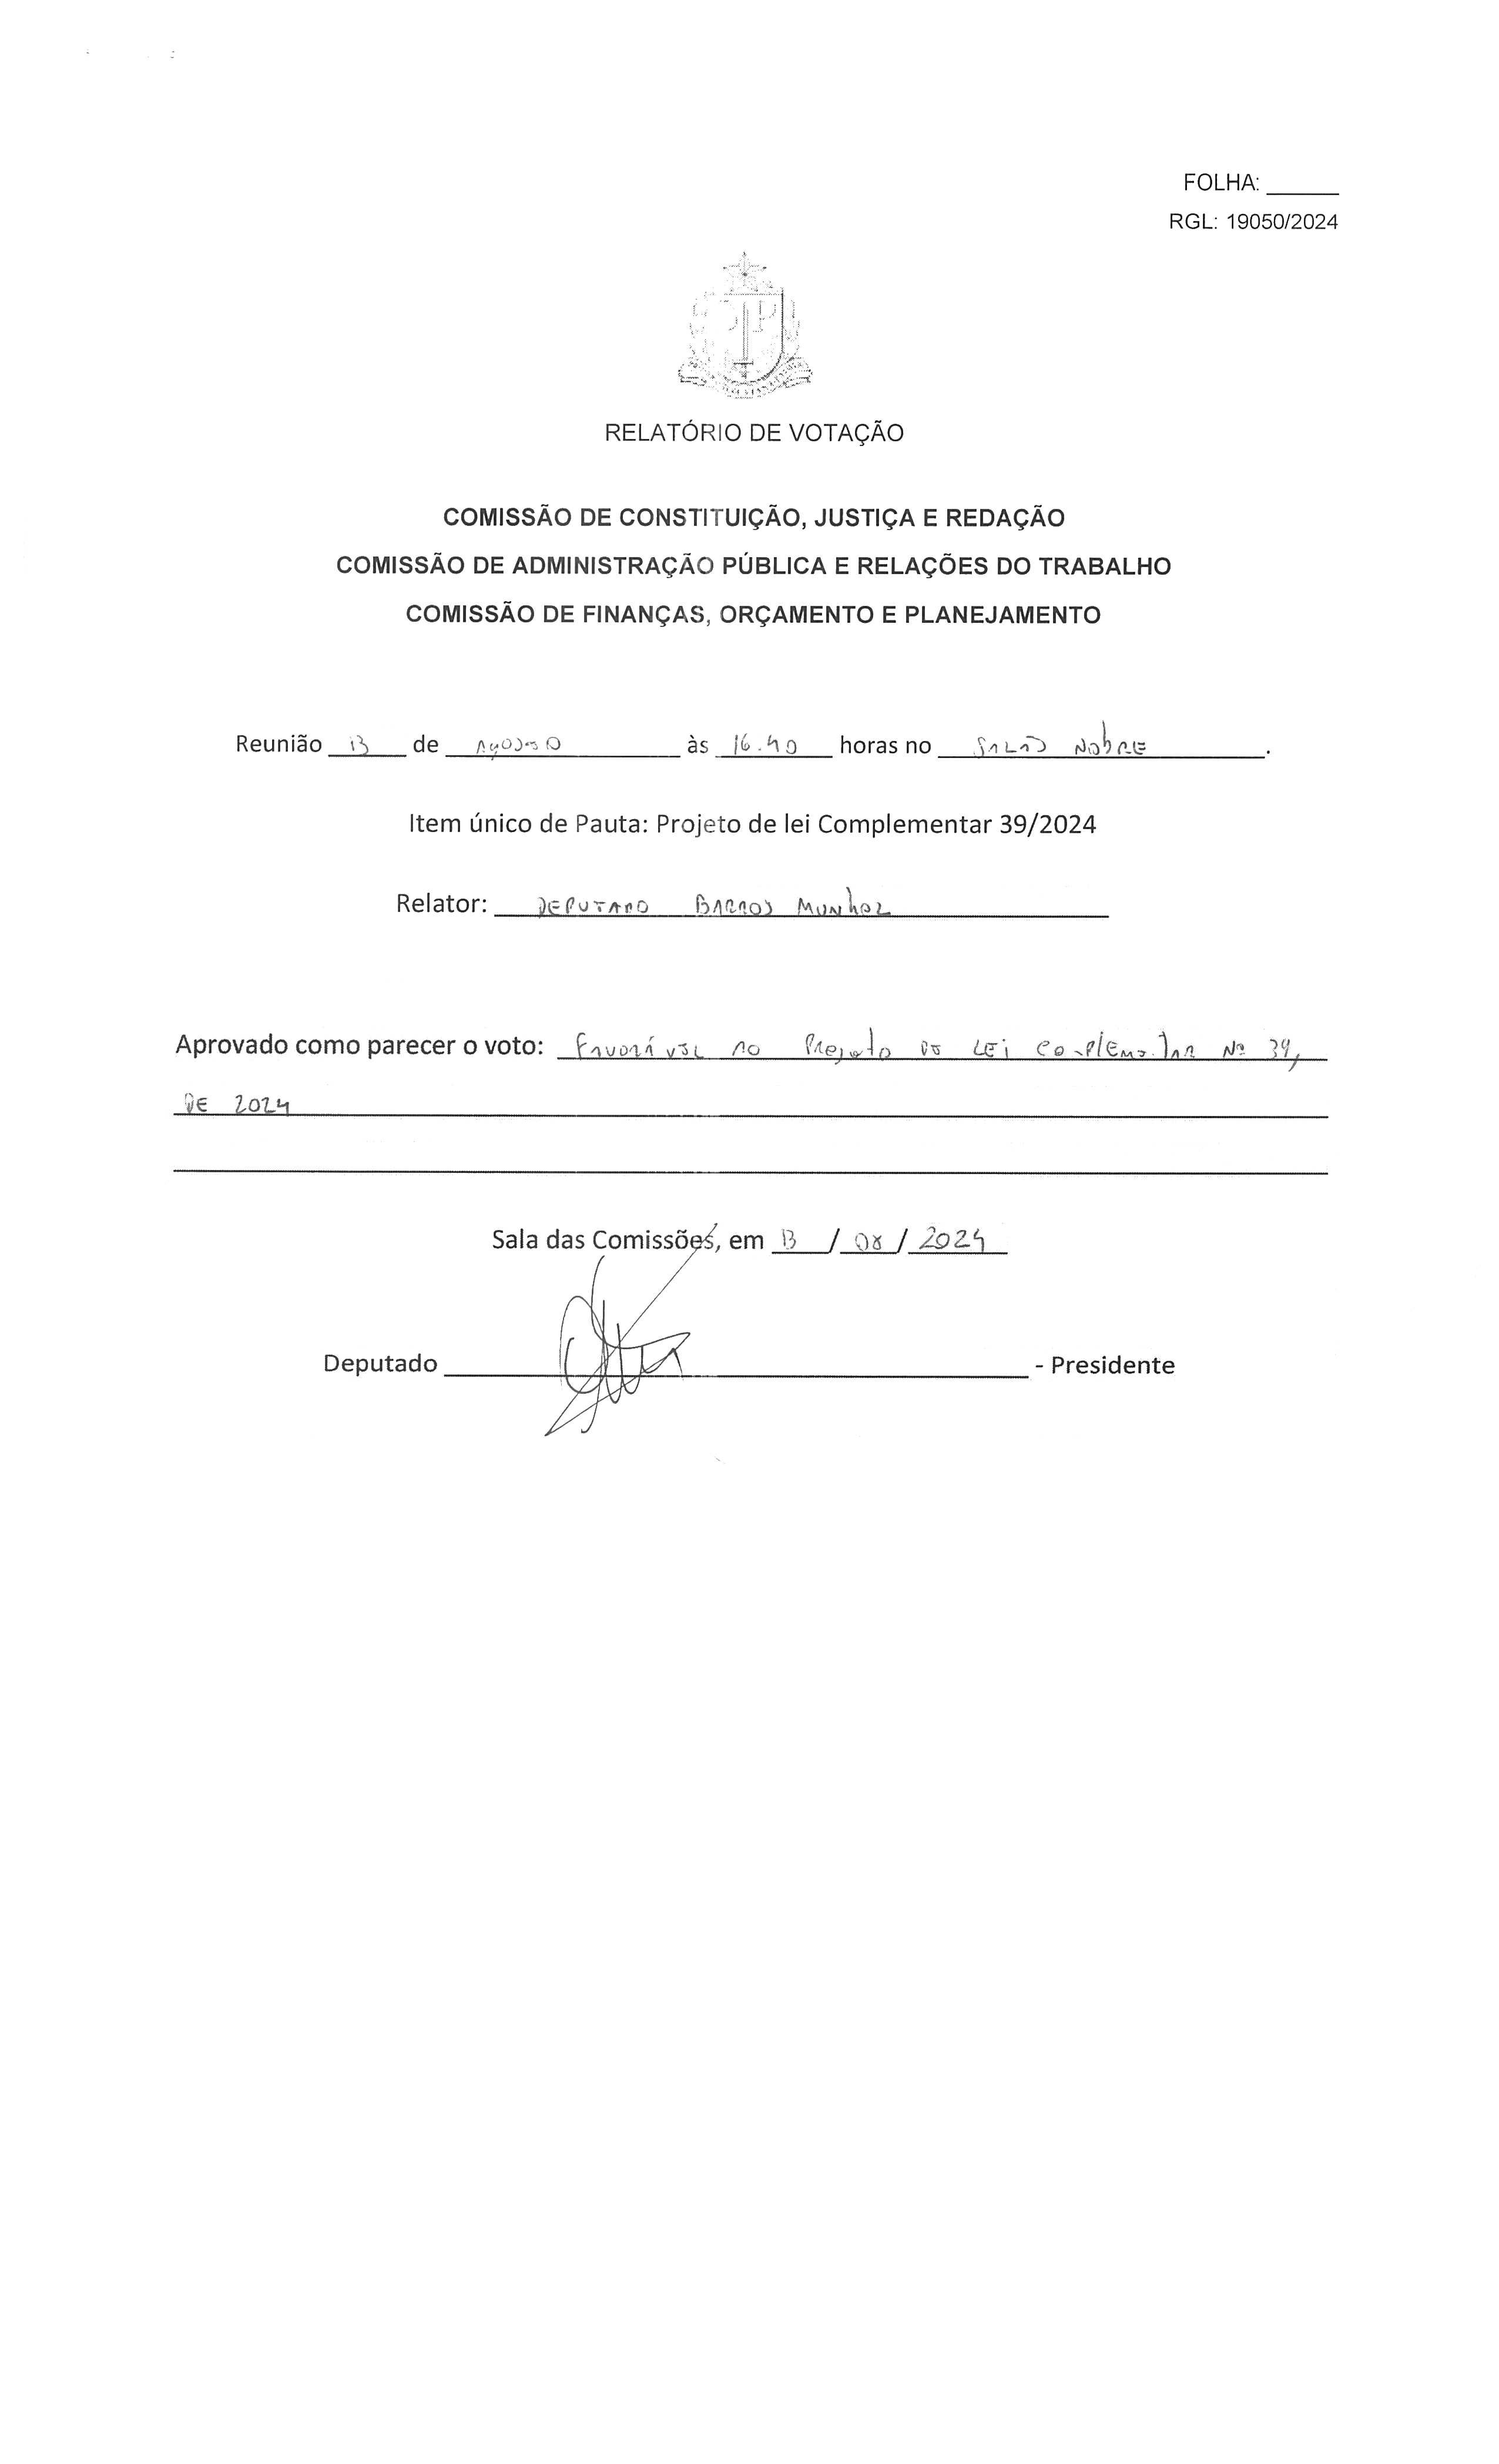 FOLHA: ______
RGL: 19050/2024
RELATÓRIO DE VOTAÇÃO
COMISSÃO DE CONSTITUIÇÃO, JUSTIÇA E REDAÇÃO
COMISSÃO DE ADMINISTRAÇÃO PÚBLICA E RELAÇÕES DO TRABALHO
COMISSÃO DE FINANÇAS, ORÇAMENTO E PLANEJAMENTO
Reunião 13 de AGOSTO às 16:40 horas no SALÃO NOBRE.
Item único de Pauta: Projeto de lei Complementar 39/2024
Relator: DEPUTADO BARROS MUNHOZ
Aprovado como parecer o voto: FAVORÁVEL AO PROJETO DE LEI COMPLEMENTAR Nº 39,
DE 2024
Sala das Comissões, em 13 / 08 / 2024
Deputado - Presidente